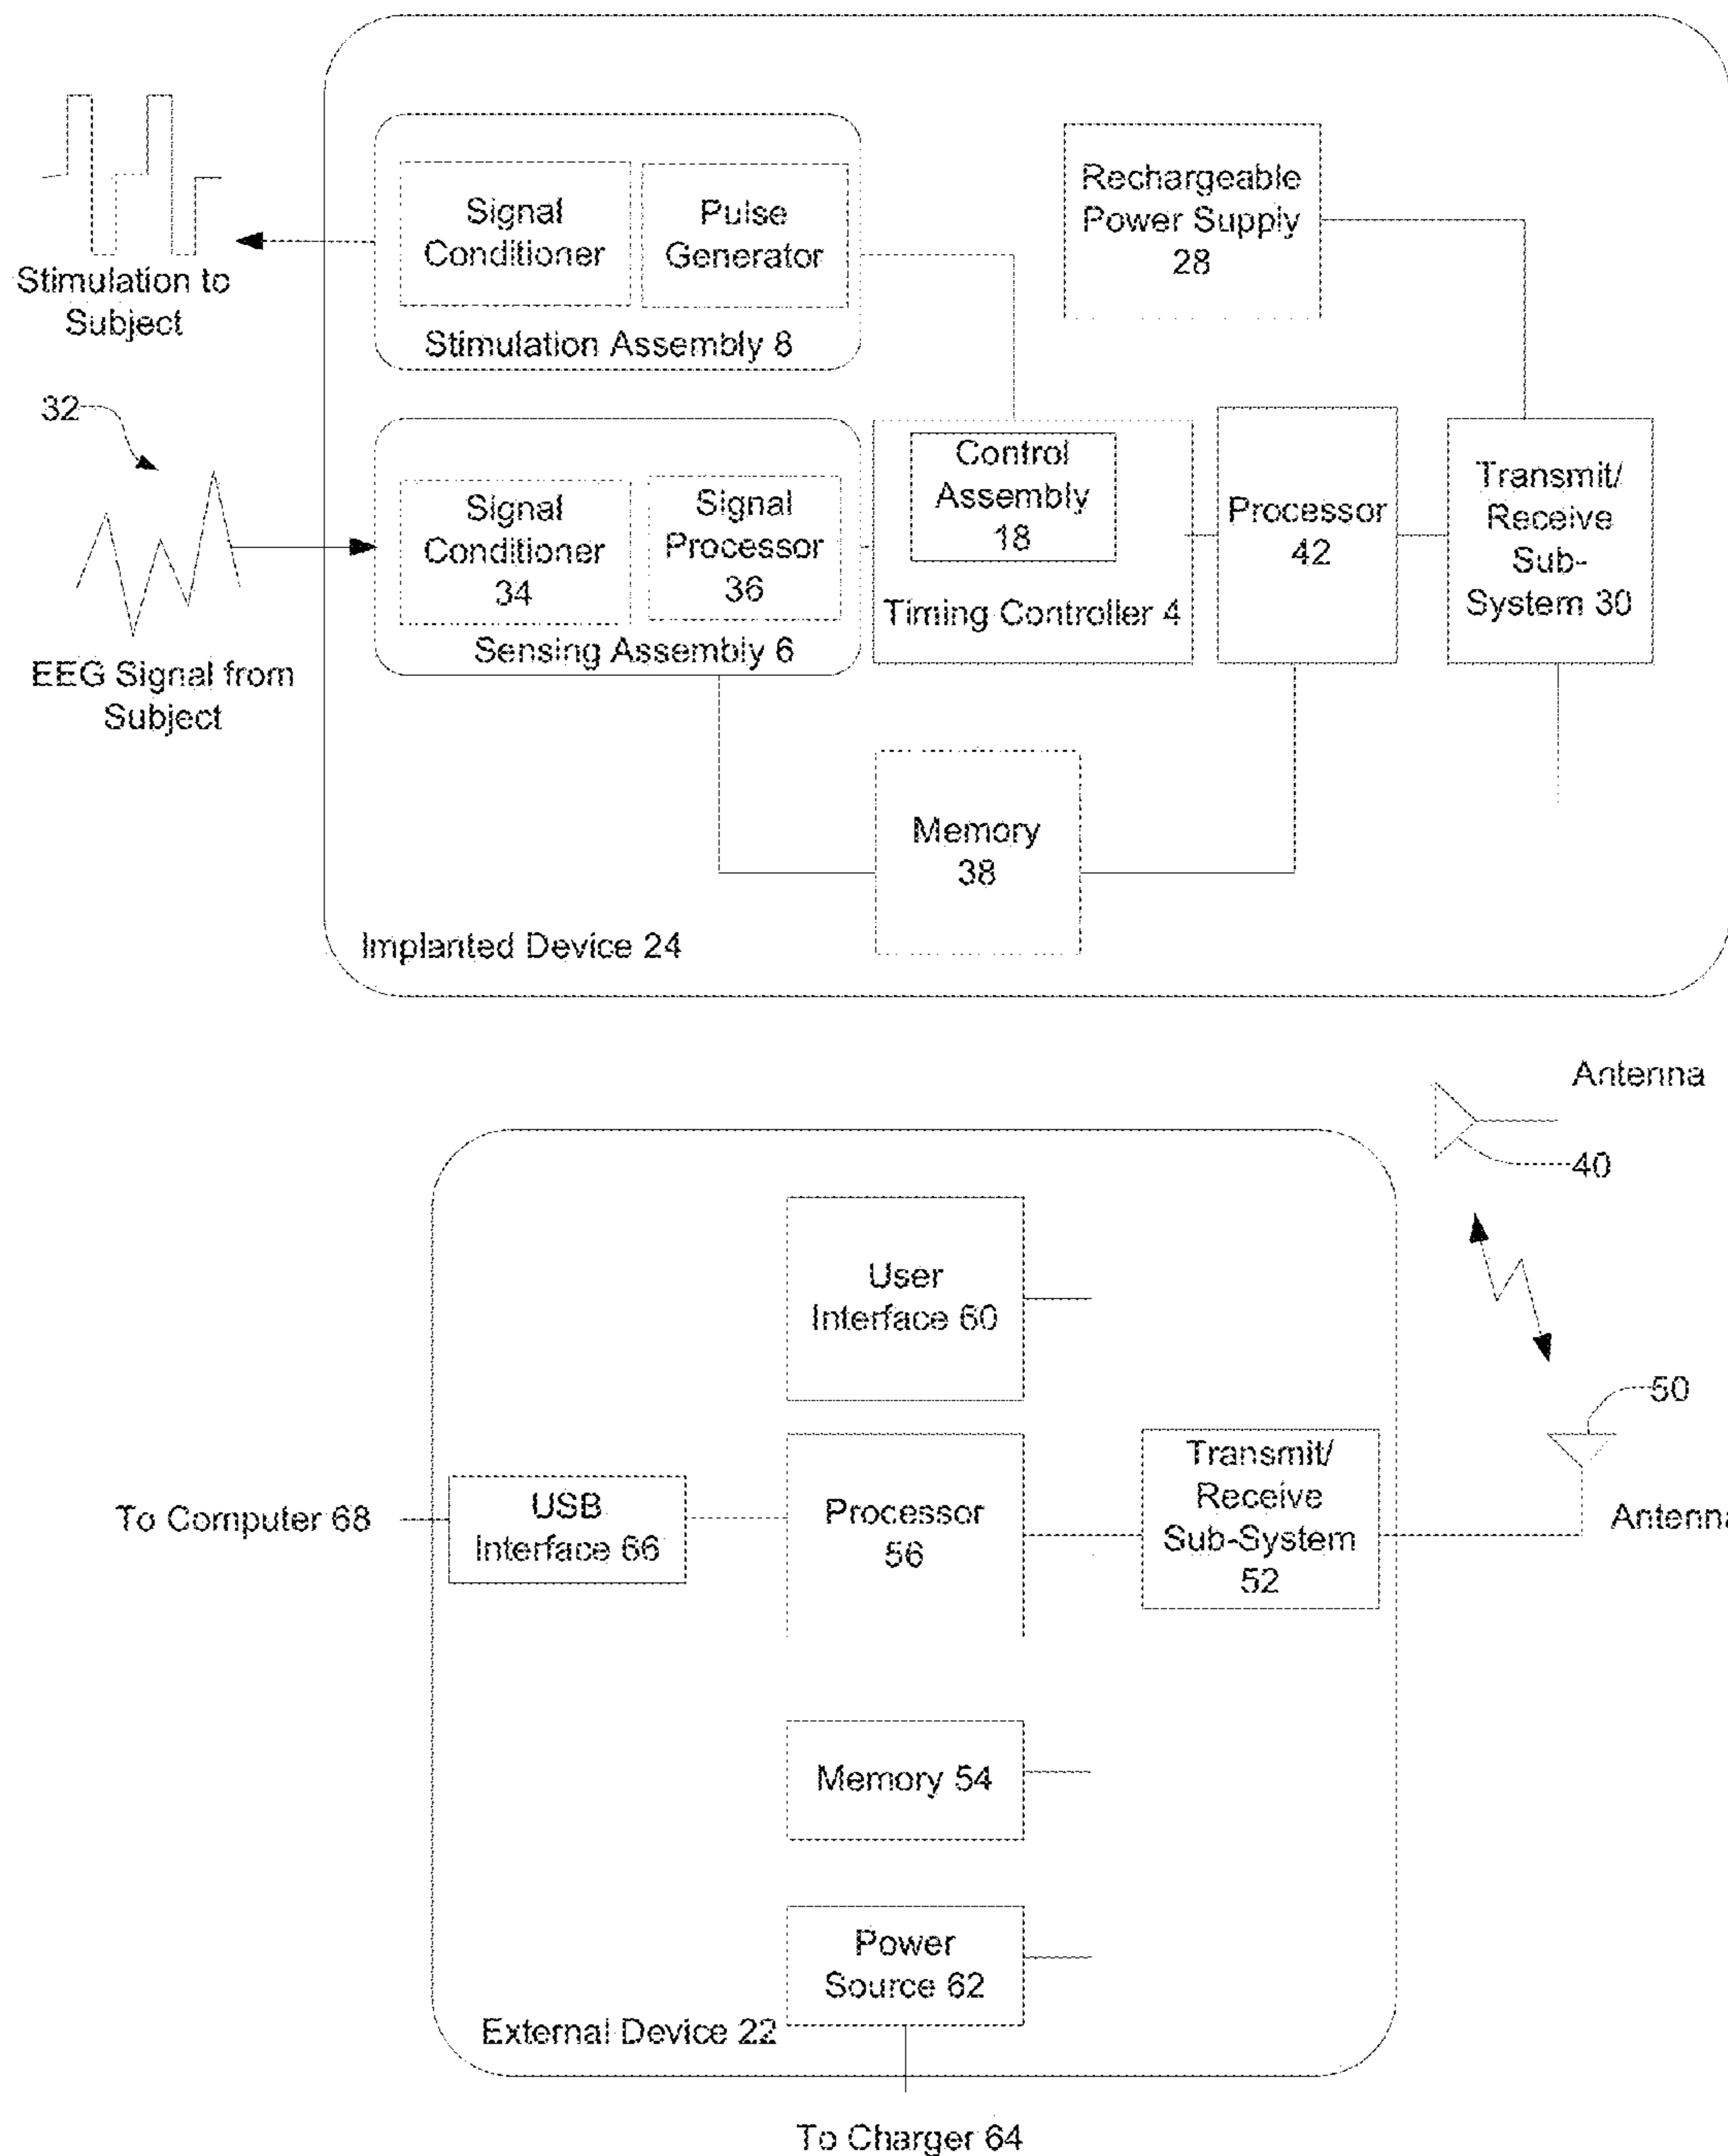 Stimulation to
Subject
Signal
Conditioner
Pulse
Generator
Stimulation Assembly 8
Rechargeable
Power Supply
28
32
EEG Signal from
Subject
Signal
Conditioner
34
Signal
Processor
36
Sensing Assembly 6
Control
Assembly
18
Timing Controller 4
Processor
42
Transmit/
Receive
Sub-
System 30
Memory
38
Implanted Device 24
Antenna
40
User
Interface 60
50
To Computer 68
USB
Interface 66
Processor
56
Transmit/
Receive
Sub-System
52
Antenna
Memory 54
Power
Source 62
External Device 22
To Charger 64